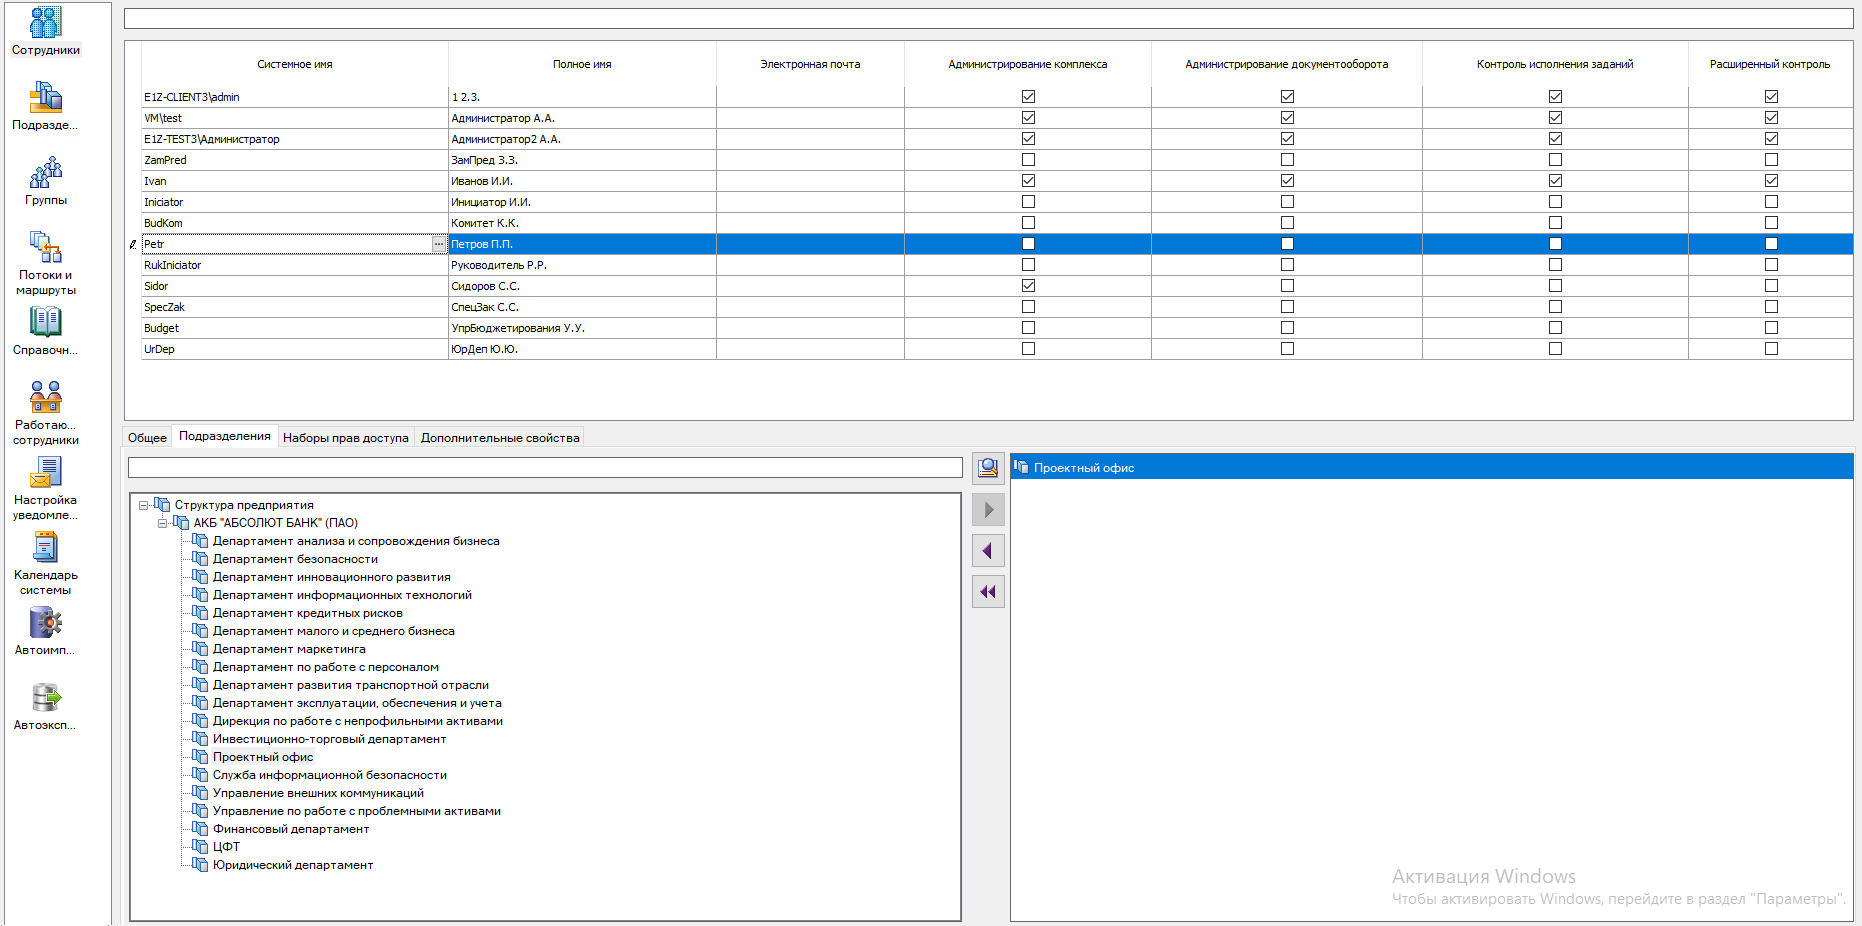 Сотрудники
Подразде...
Группы
Потоки и
маршруты
Справочн...
Работаю...
сотрудники
Настройка
уведомле...
Календарь
системы
Автоимп...
Автоэксп...
Системное имя Полное имя Электронная почта Администрирование комплекса Администрирование документооборота Контроль исполнения заданий Расширенный контроль
E1Z-CLIENT3\admin 1 2.3.
VM\test Администратор А.А.
E1Z-TEST3\Администратор Администратор2 А.А.
ZamPred ЗамПред З.З.
Ivan Иванов И.И.
Iniciator Инициатор И.И.
BudKom Комитет К.К.
Petr ... Петров П.П.
RukIniciator Руководитель Р.Р.
Sidor Сидоров С.С.
SpecZak СпецЗак С.С.
Budget УпрБюджетирования У.У.
UrDep ЮрДеп Ю.Ю.
Общее Подразделения Наборы прав доступа Дополнительные свойства
Структура предприятия
АКБ "АБСОЛЮТ БАНК" (ПАО)
Департамент анализа и сопровождения бизнеса
Департамент безопасности
Департамент инновационного развития
Департамент информационных технологий
Департамент кредитных рисков
Департамент малого и среднего бизнеса
Департамент маркетинга
Департамент по работе с персоналом
Департамент развития транспортной отрасли
Департамент эксплуатации, обеспечения и учета
Дирекция по работе с непрофильными активами
Инвестиционно-торговый департамент
Проектный офис
Служба информационной безопасности
Управление внешних коммуникаций
Управление по работе с проблемными активами
Финансовый департамент
ЦФТ
Юридический департамент
Проектный офис
Активация Windows
Чтобы активировать Windows, перейдите в раздел "Параметры".